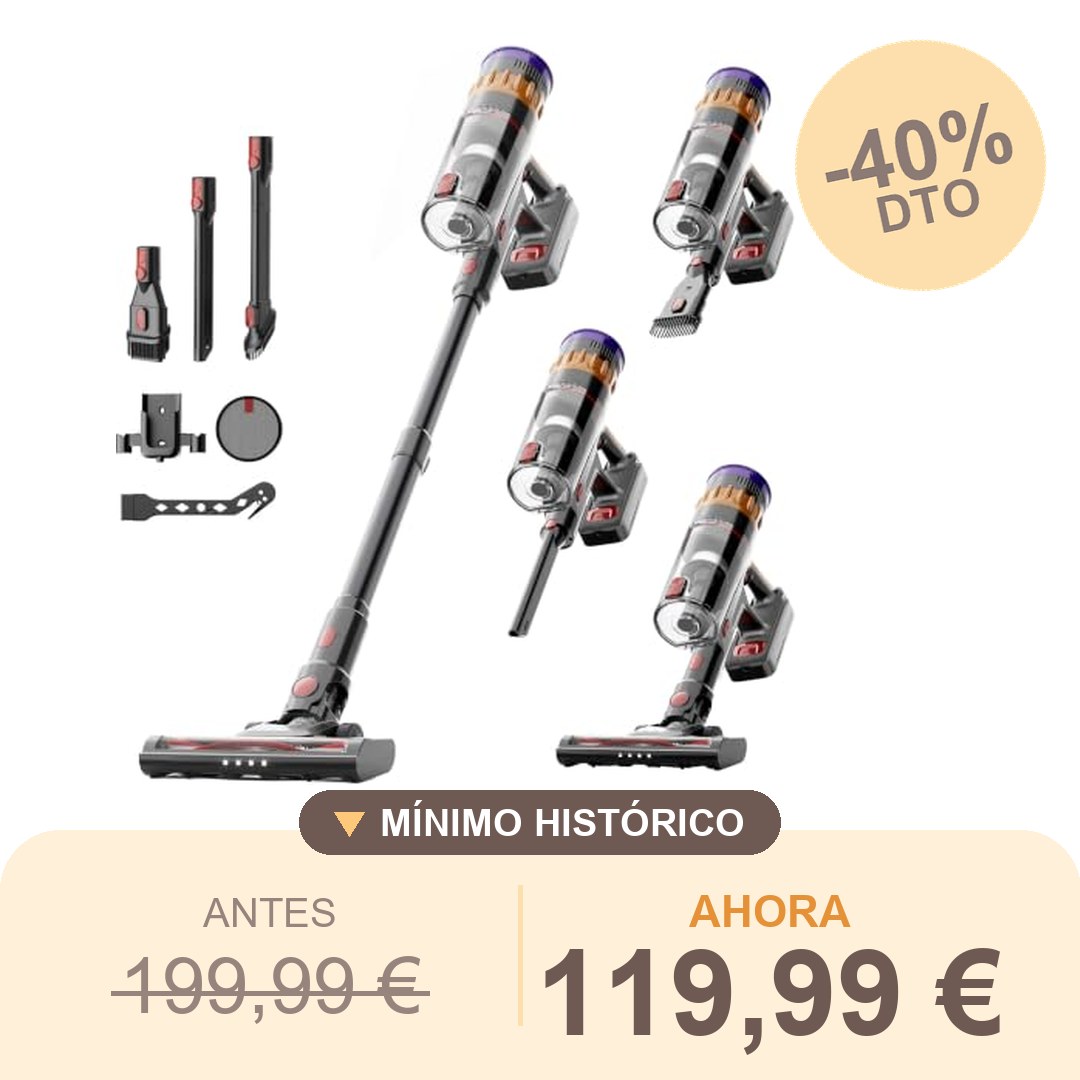 -40%
DTO
MÍNIMO HISTÓRICO
ANTES
199,99 €
AHORA
119,99 €